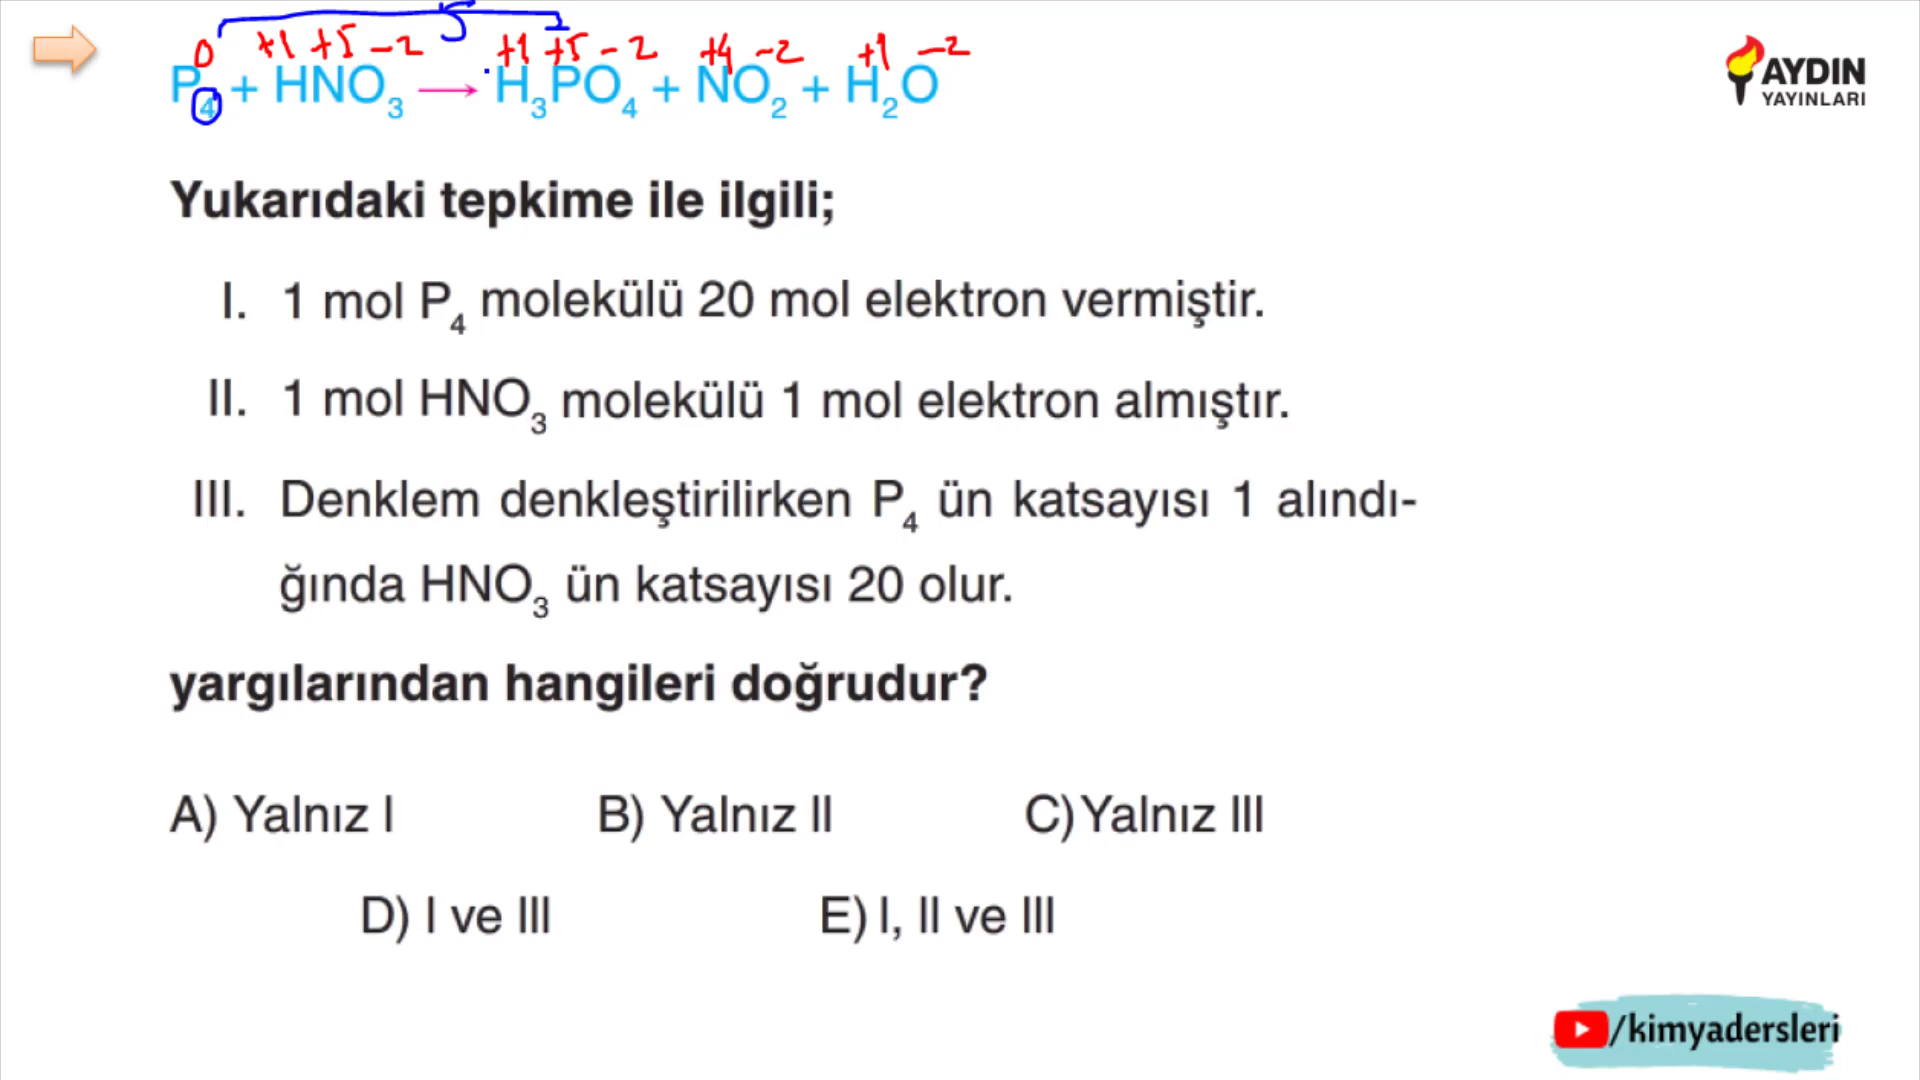 0 +1 +5 -2 +1 +5 -2 +4 -2 +1 -2
P₄ + HNO₃ → H₃PO₄ + NO₂ + H₂O
AYDIN
YAYINLARI
Yukarıdaki tepkime ile ilgili;
I. 1 mol P₄ molekülü 20 mol elektron vermiştir.
II. 1 mol HNO₃ molekülü 1 mol elektron almıştır.
III. Denklem denkleştirilirken P₄ ün katsayısı 1 alındı-
ğında HNO₃ ün katsayısı 20 olur.
yargılarından hangileri doğrudur?
A) Yalnız I B) Yalnız II C) Yalnız III
D) I ve III E) I, II ve III
/kimyadersleri